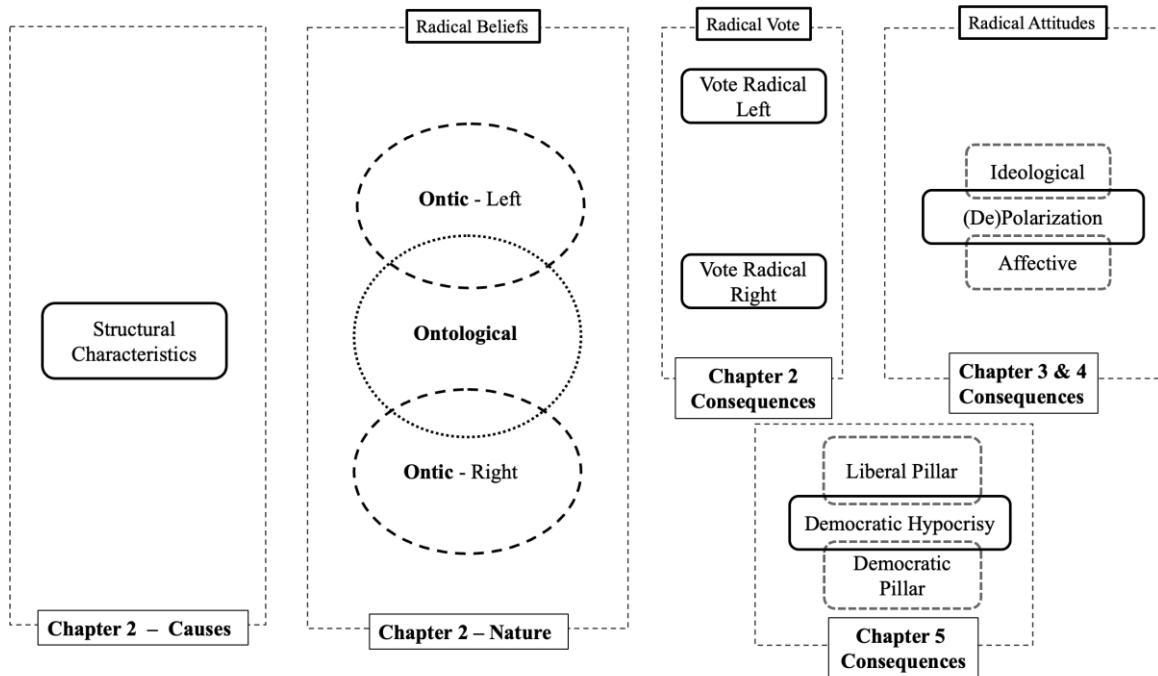 Structural
Characteristics
Chapter 2 – Causes
Radical Beliefs
Ontic - Left
Ontological
Ontic - Right
Chapter 2 – Nature
Radical Vote
Vote Radical
Left
Vote Radical
Right
Chapter 2
Consequences
Radical Attitudes
Ideological
(De)Polarization
Affective
Chapter 3 & 4
Consequences
Liberal Pillar
Democratic Hypocrisy
Democratic
Pillar
Chapter 5
Consequences